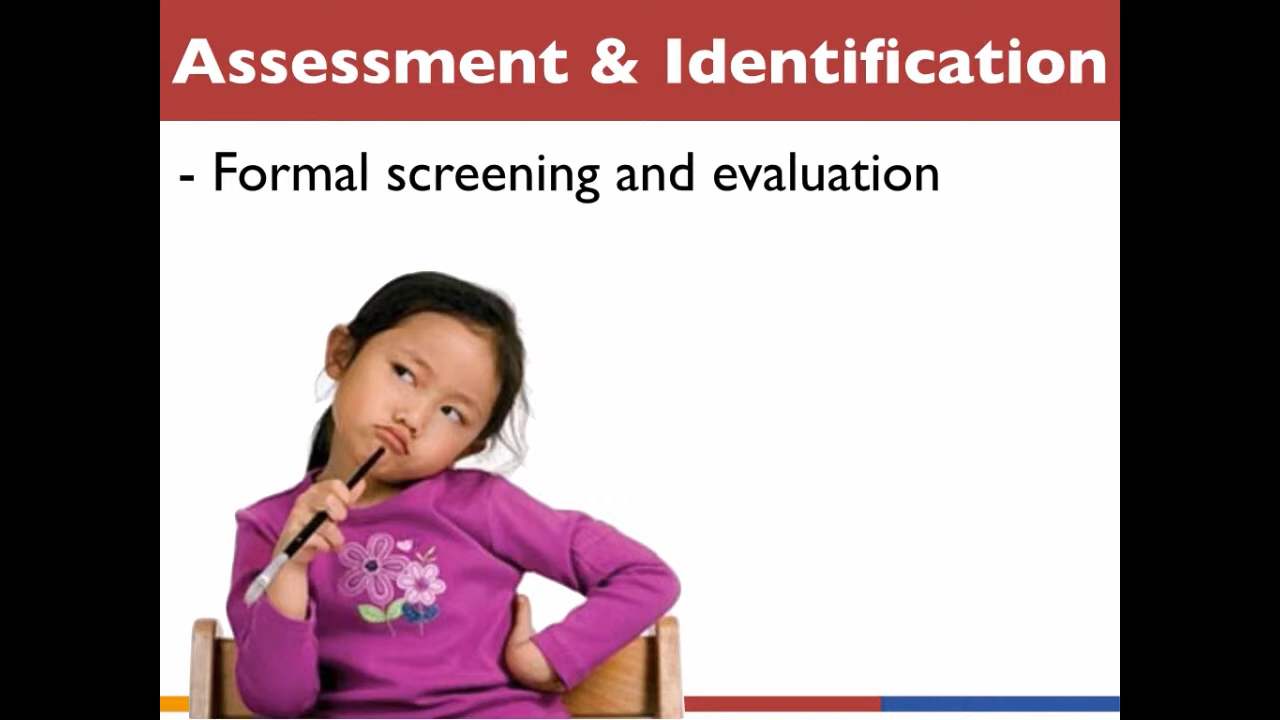 Assessment & Identification
- Formal screening and evaluation